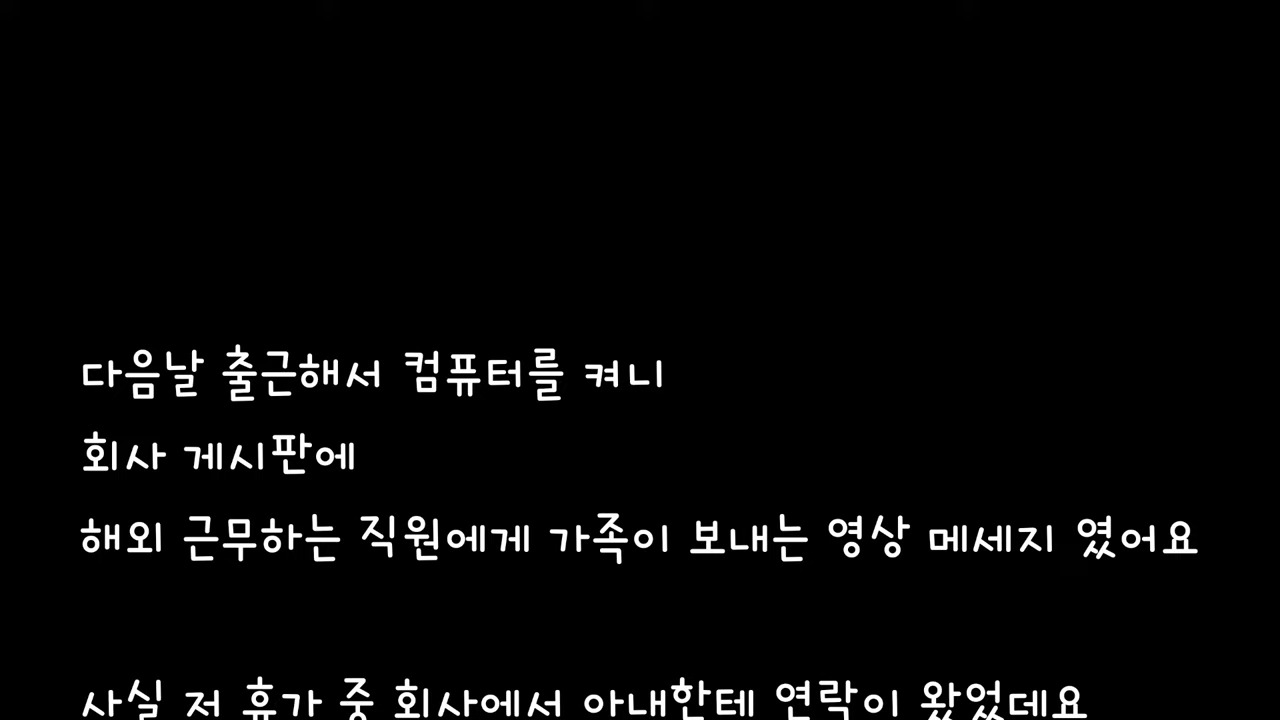 다음날 출근해서 컴퓨터를 켜니
회사 게시판에
해외 근무하는 직원에게 가족이 보내는 영상 메세지 였어요
사실 저 휴가 중 회사에서 아내한테 연락이 왔었데요